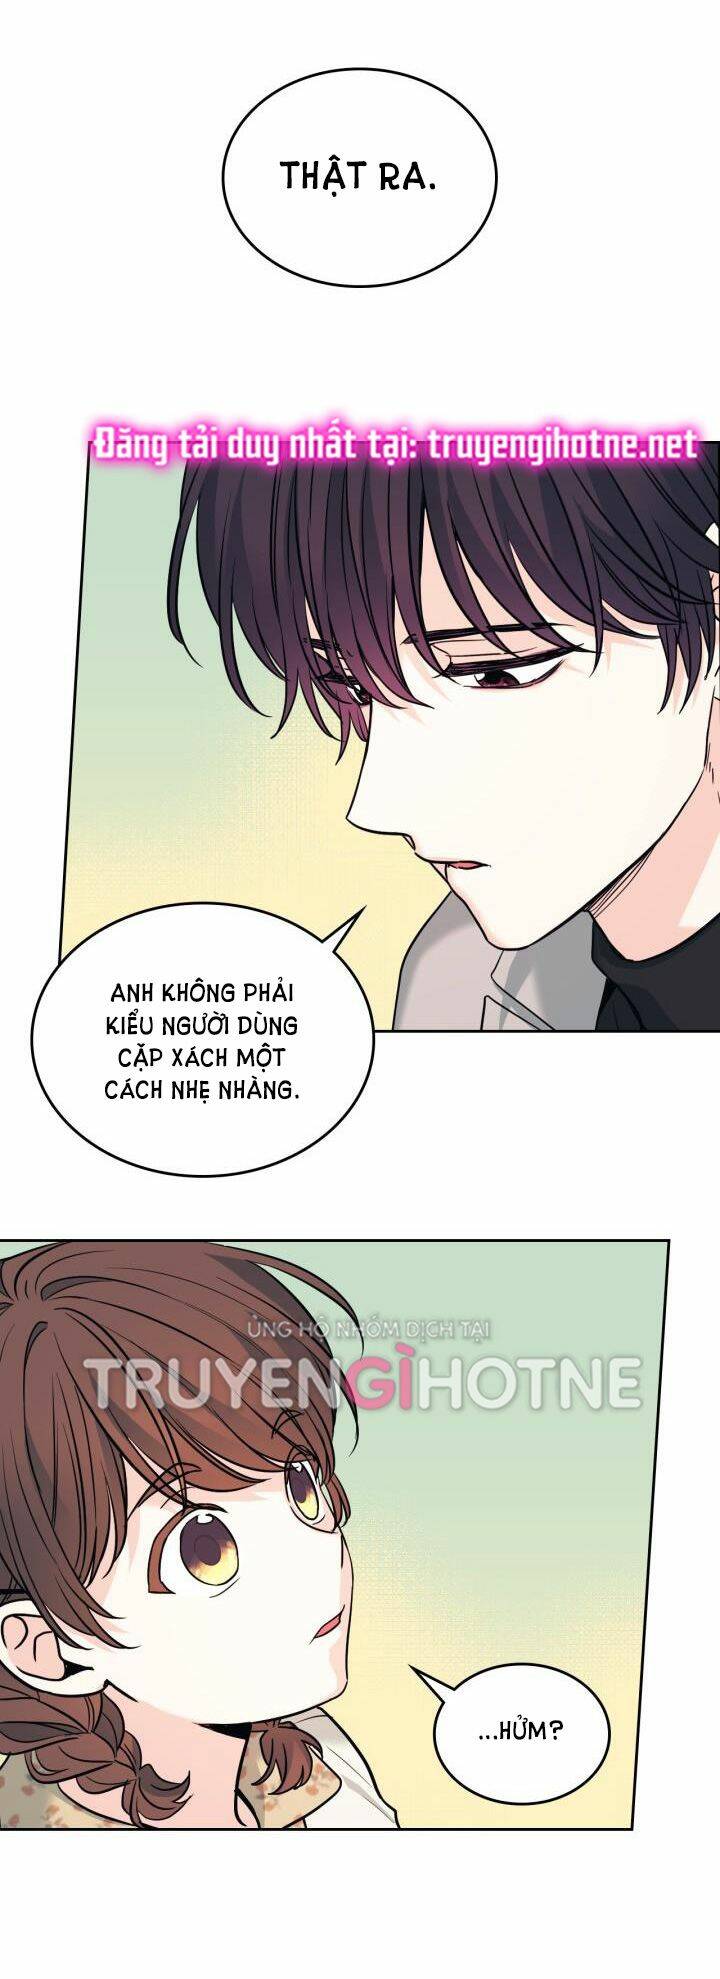 THẬT RA.
Đăng tải duy nhất tại: truyengihotne.net
ANH KHÔNG PHẢI
KIỂU NGƯỜI DÙNG
CẶP XÁCH MỘT
CÁCH NHẸ NHÀNG.
ỦNG HỘ NHÓM DỊCH TẠI
TRUYENGÌHOTNE
...HỬM?